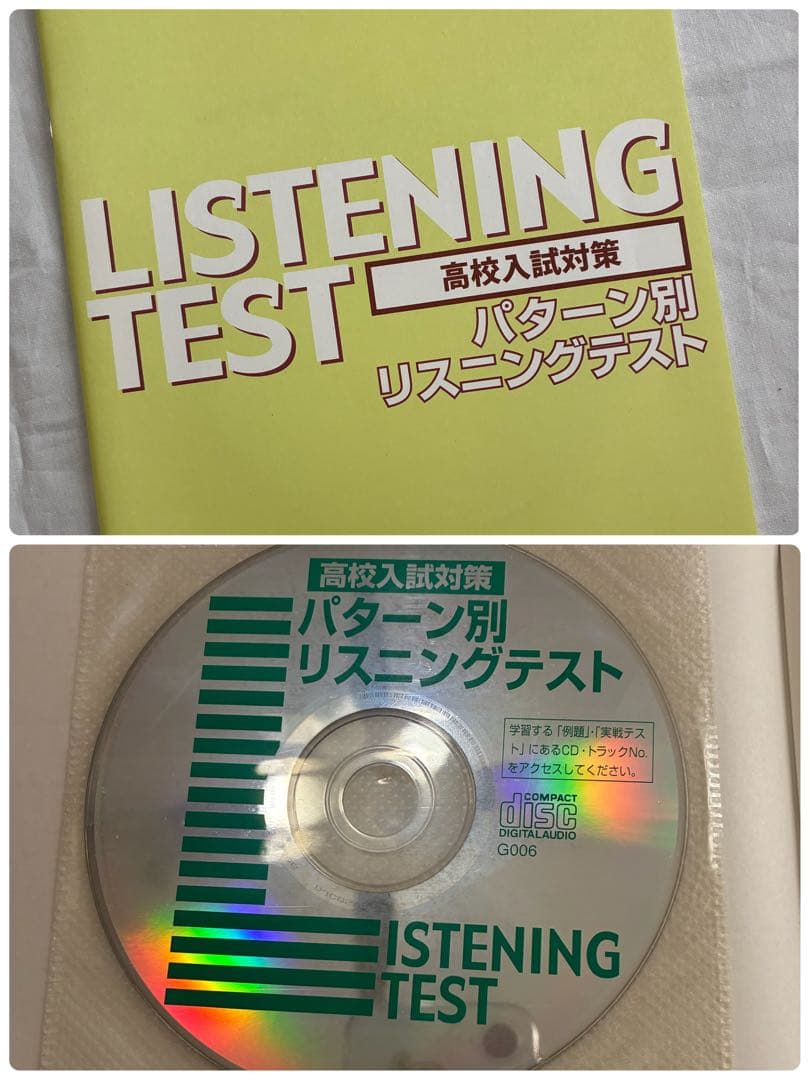 LISTENING
TEST
高校入試対策
パターン別
リスニングテスト
高校入試対策
パターン別
リスニングテスト
学習する「例題」・「実戦テス
ト」にあるCD・トラックNo.
をアクセスしてください。
COMPACT
disc
DIGITAL AUDIO
G006
LISTENING
TEST